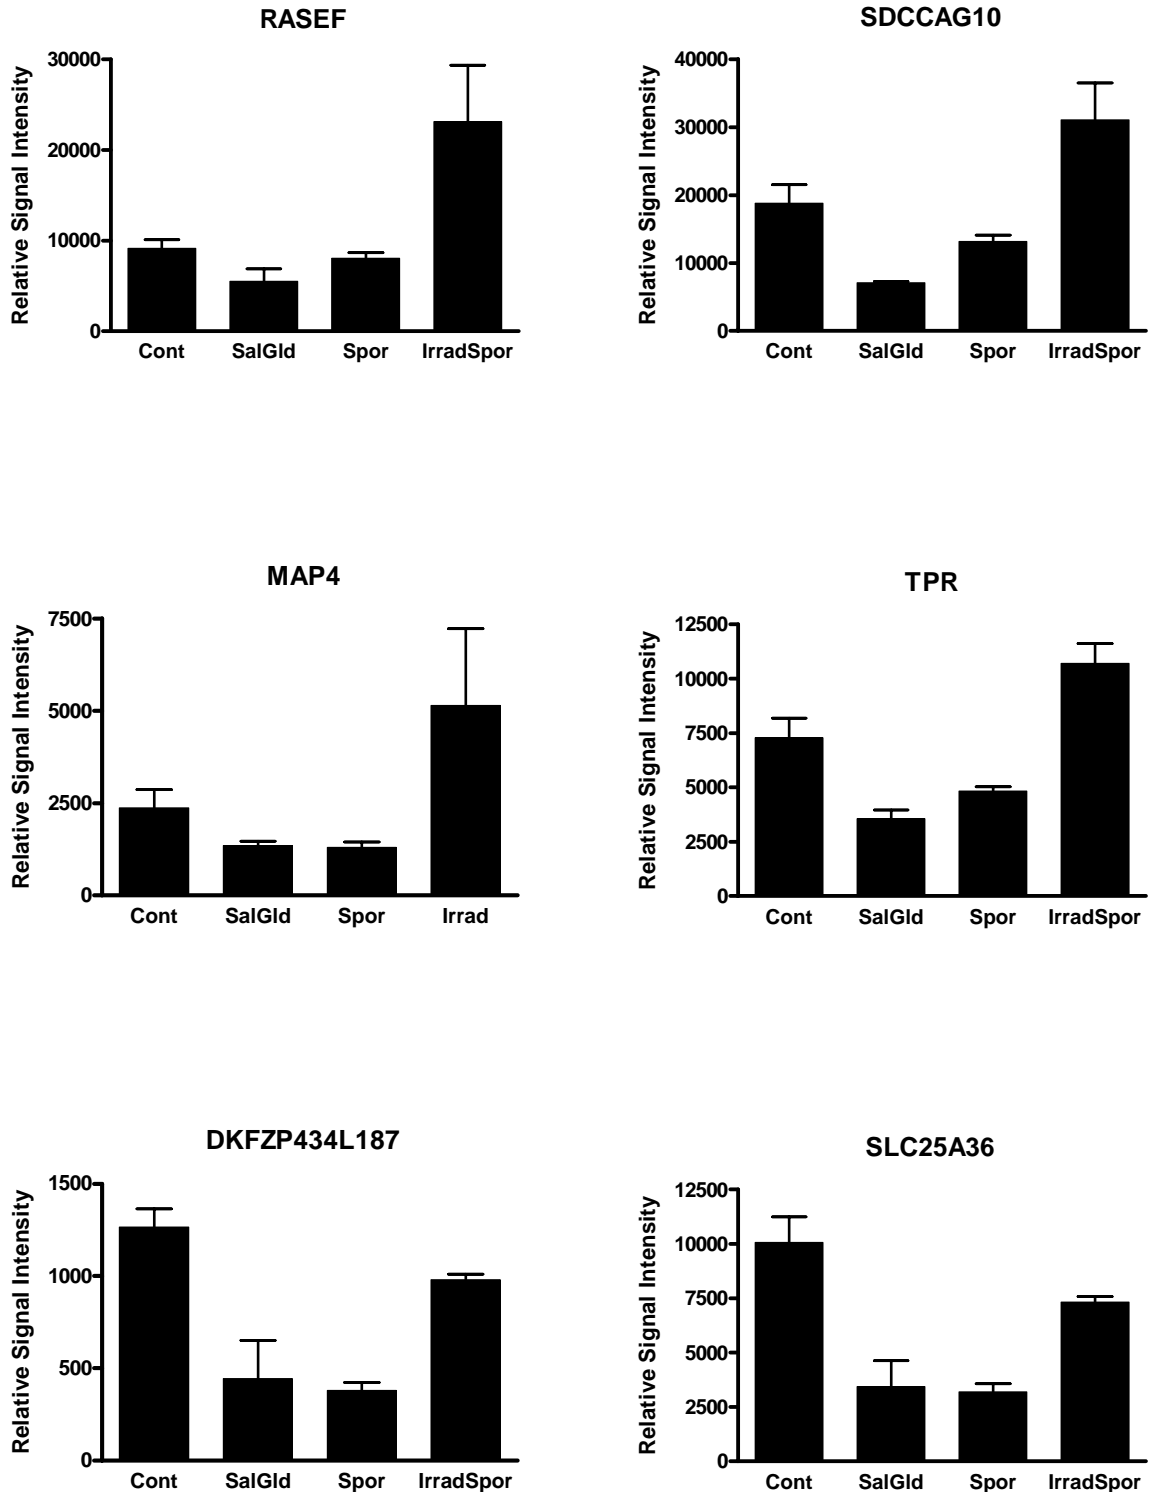 RASEF
Relative Signal Intensity
30000
20000
10000
0
Cont SalGld Spor IrradSpor
SDCCAG10
Relative Signal Intensity
40000
30000
20000
10000
0
Cont SalGld Spor IrradSpor
MAP4
Relative Signal Intensity
7500
5000
2500
0
Cont SalGld Spor Irrad
TPR
Relative Signal Intensity
12500
10000
7500
5000
2500
0
Cont SalGld Spor IrradSpor
DKFZP434L187
Relative Signal Intensity
1500
1000
500
0
Cont SalGld Spor IrradSpor
SLC25A36
Relative Signal Intensity
12500
10000
7500
5000
2500
0
Cont SalGld Spor IrradSpor